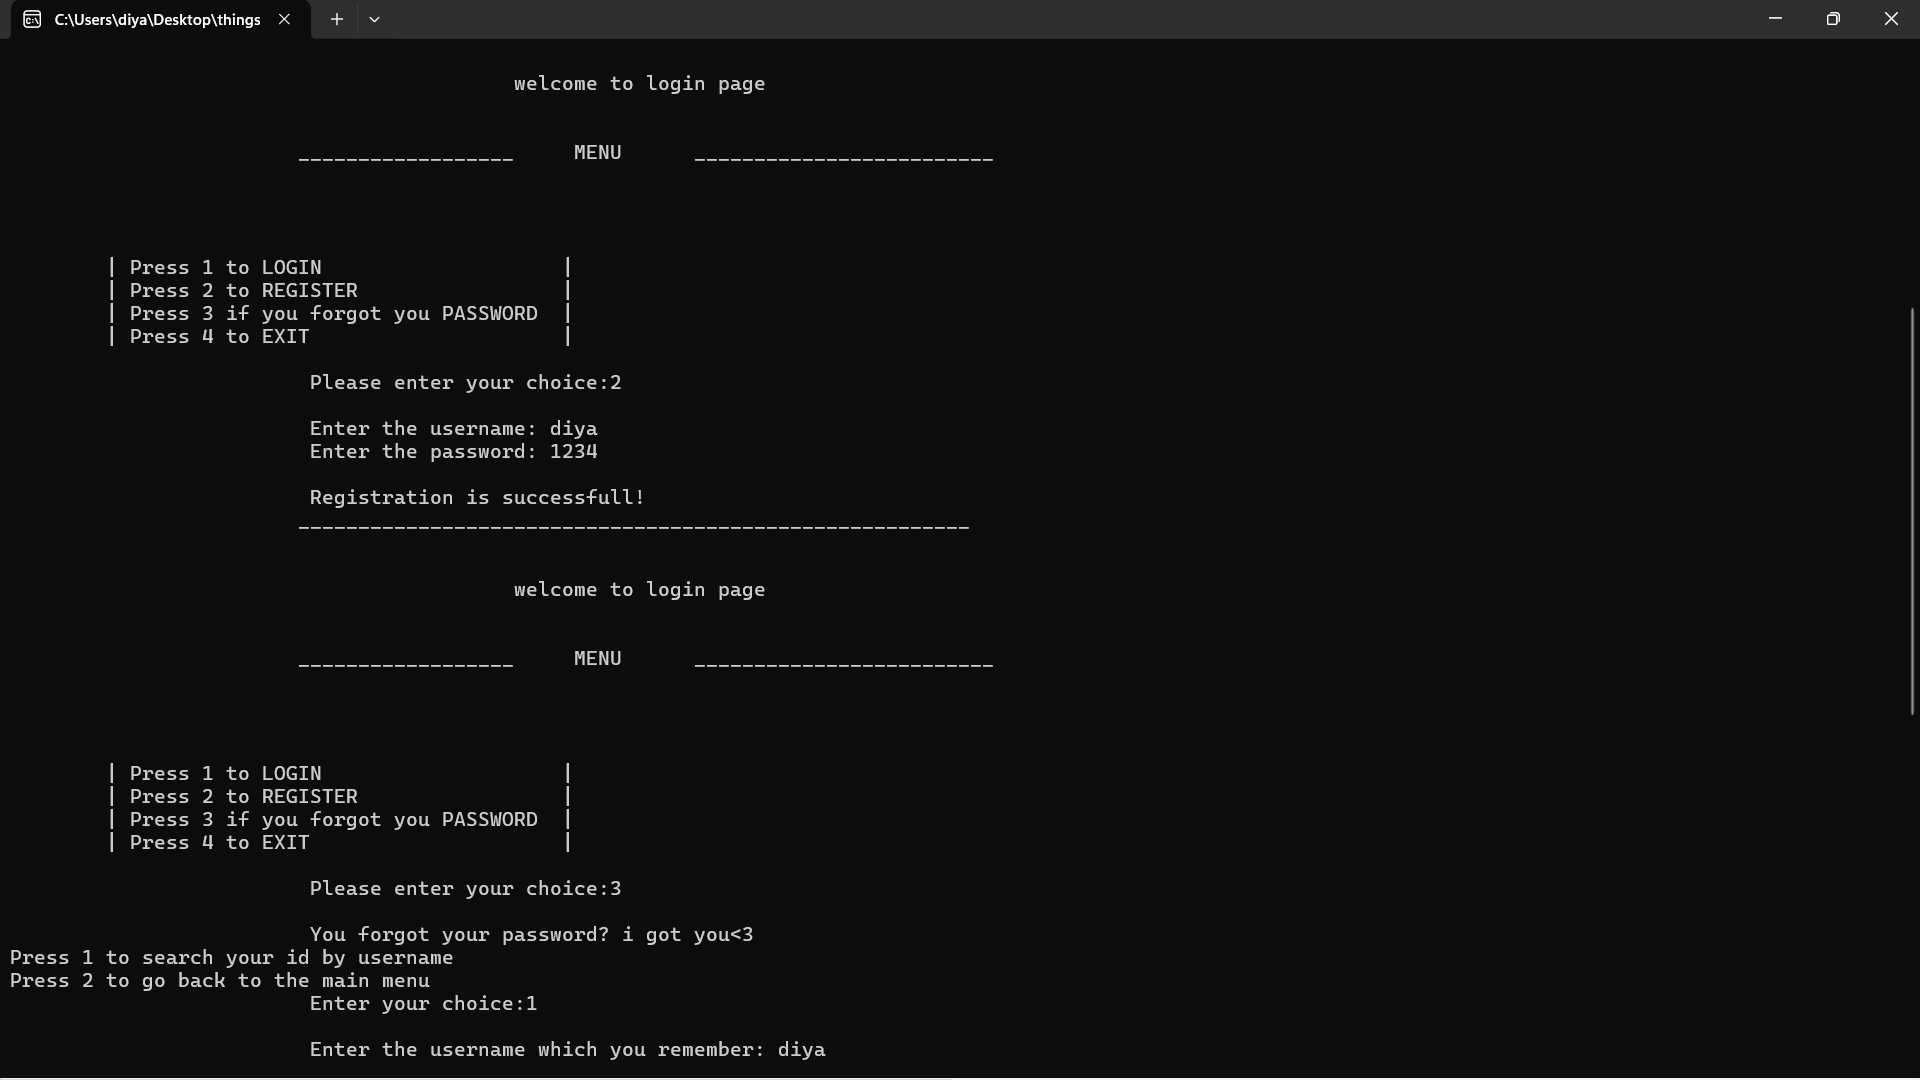 C:\Users\diya\Desktop\things
welcome to login page
__________________     MENU      _________________________
| Press 1 to LOGIN                    |
| Press 2 to REGISTER                 |
| Press 3 if you forgot you PASSWORD  |
| Press 4 to EXIT                     |
Please enter your choice:2
Enter the username: diya
Enter the password: 1234
Registration is successfull!
________________________________________________________
welcome to login page
__________________     MENU      _________________________
| Press 1 to LOGIN                    |
| Press 2 to REGISTER                 |
| Press 3 if you forgot you PASSWORD  |
| Press 4 to EXIT                     |
Please enter your choice:3
You forgot your password? i got you<3
Press 1 to search your id by username
Press 2 to go back to the main menu
Enter your choice:1
Enter the username which you remember: diya